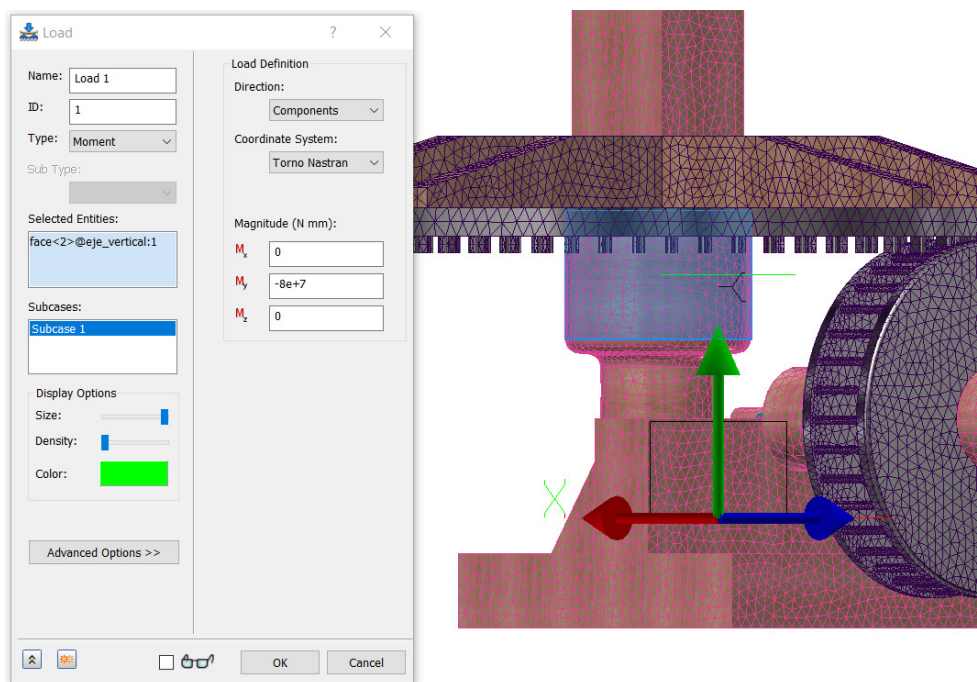 Load
?
Name:
Load 1
ID:
1
Type:
Moment
Sub Type:
Selected Entities:
face<2>@eje_vertical:1
Subcases:
Subcase 1
Display Options
Size:
Density:
Color:
Advanced Options >>
Load Definition
Direction:
Components
Coordinate System:
Torno Nastran
Magnitude (N mm):
Mx
0
My
-8e+7
Mz
0
OK
Cancel